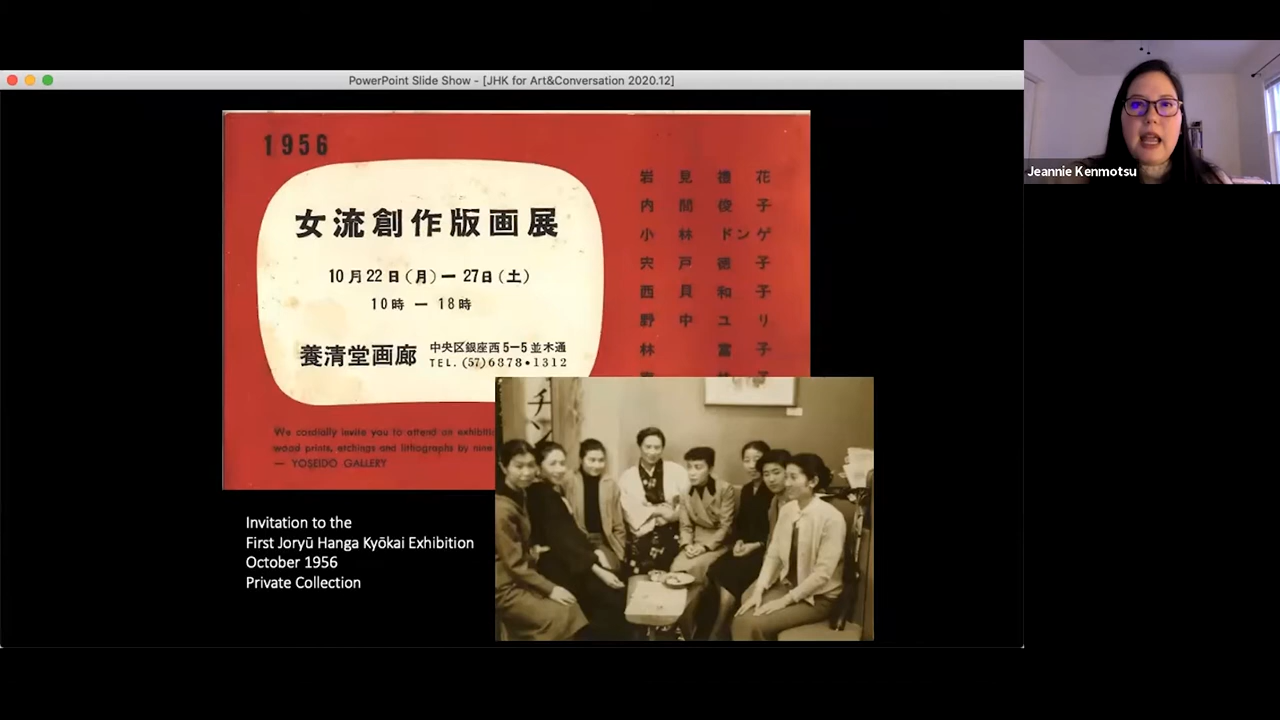 PowerPoint Slide Show - [JHK for Art&Conversation 2020.12]
Jeannie Kenmotsu
1956
女流創作版画展
10月22日(月)ー27日(土)
10時 ー 18時
養清堂画廊
中央区銀座西5-5並木通
TEL. (57)6878・1312
岩見禮花
内間俊子
小林ドンゲ
宍戸徳子
西貝和子
野中ユリ
林富子
We cordially invite you to attend an exhibiti
wood prints, etchings and lithographs by nine
— YOSEIDO GALLERY
チン
Invitation to the
First Joryū Hanga Kyōkai Exhibition
October 1956
Private Collection